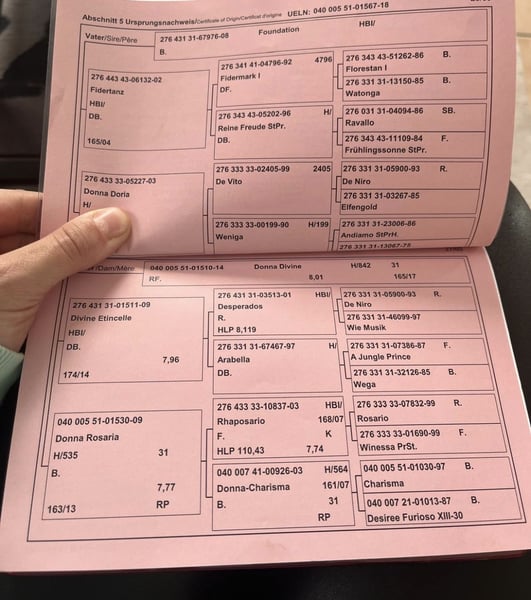 Abschnitt 5 Ursprungsnachweis/Certificate of Origin/Certificat d'origine UELN: 040 005 51-01567-18
Vater/Sire/Père 276 431 31-67976-08 Foundation HBI/
B.
276 443 43-06132-02
Fidertanz
HBI/
DB.
165/04
276 341 41-04796-92 4796
Fidermark I
DF.
276 343 43-51262-86 B.
Florestan I
276 331 31-13150-85 B.
Watonga
276 343 43-05202-96 H/
Reine Freude StPr.
DB.
276 031 31-04094-86 SB.
Ravallo
276 343 43-11109-84 F.
Frühlingssonne StPr.
276 433 33-05227-03
Donna Doria
H/
276 333 33-02405-99 2405
De Vito
276 331 31-05900-93 R.
De Niro
276 331 31-03267-85
Elfengold
276 333 33-00199-90 H/199
Weniga
276 331 31-23006-86
Andiamo StPrH.
276 331 31-13067-75
/Dam/Mère 040 005 51-01510-14 Donna Divine H/842 31
RF. 8,01 165/17
276 431 31-01511-09
Divine Etincelle
HBI/
DB.
7,96
174/14
276 431 31-03513-01 HBI/
Desperados
R.
HLP 8,119
276 331 31-05900-93 R.
De Niro
276 331 31-46099-97
Wie Musik
276 331 31-67467-97 H/
Arabella
DB.
276 331 31-07386-87 F.
A Jungle Prince
276 331 31-32126-85 B.
Wega
040 005 51-01530-09
Donna Rosaria
H/535 31
B.
7,77
163/13 RP
276 433 33-10837-03 HBI/
Rhaposario 168/07
F. K
HLP 110,43 7,74
276 333 33-07832-99 R.
Rosario
276 333 33-01690-99 F.
Winessa PrSt.
040 007 41-00926-03 H/564
Donna-Charisma 161/07
B. 31
RP
040 005 51-01030-97 B.
Charisma
040 007 21-01013-87 B.
Desiree Furioso XIII-30